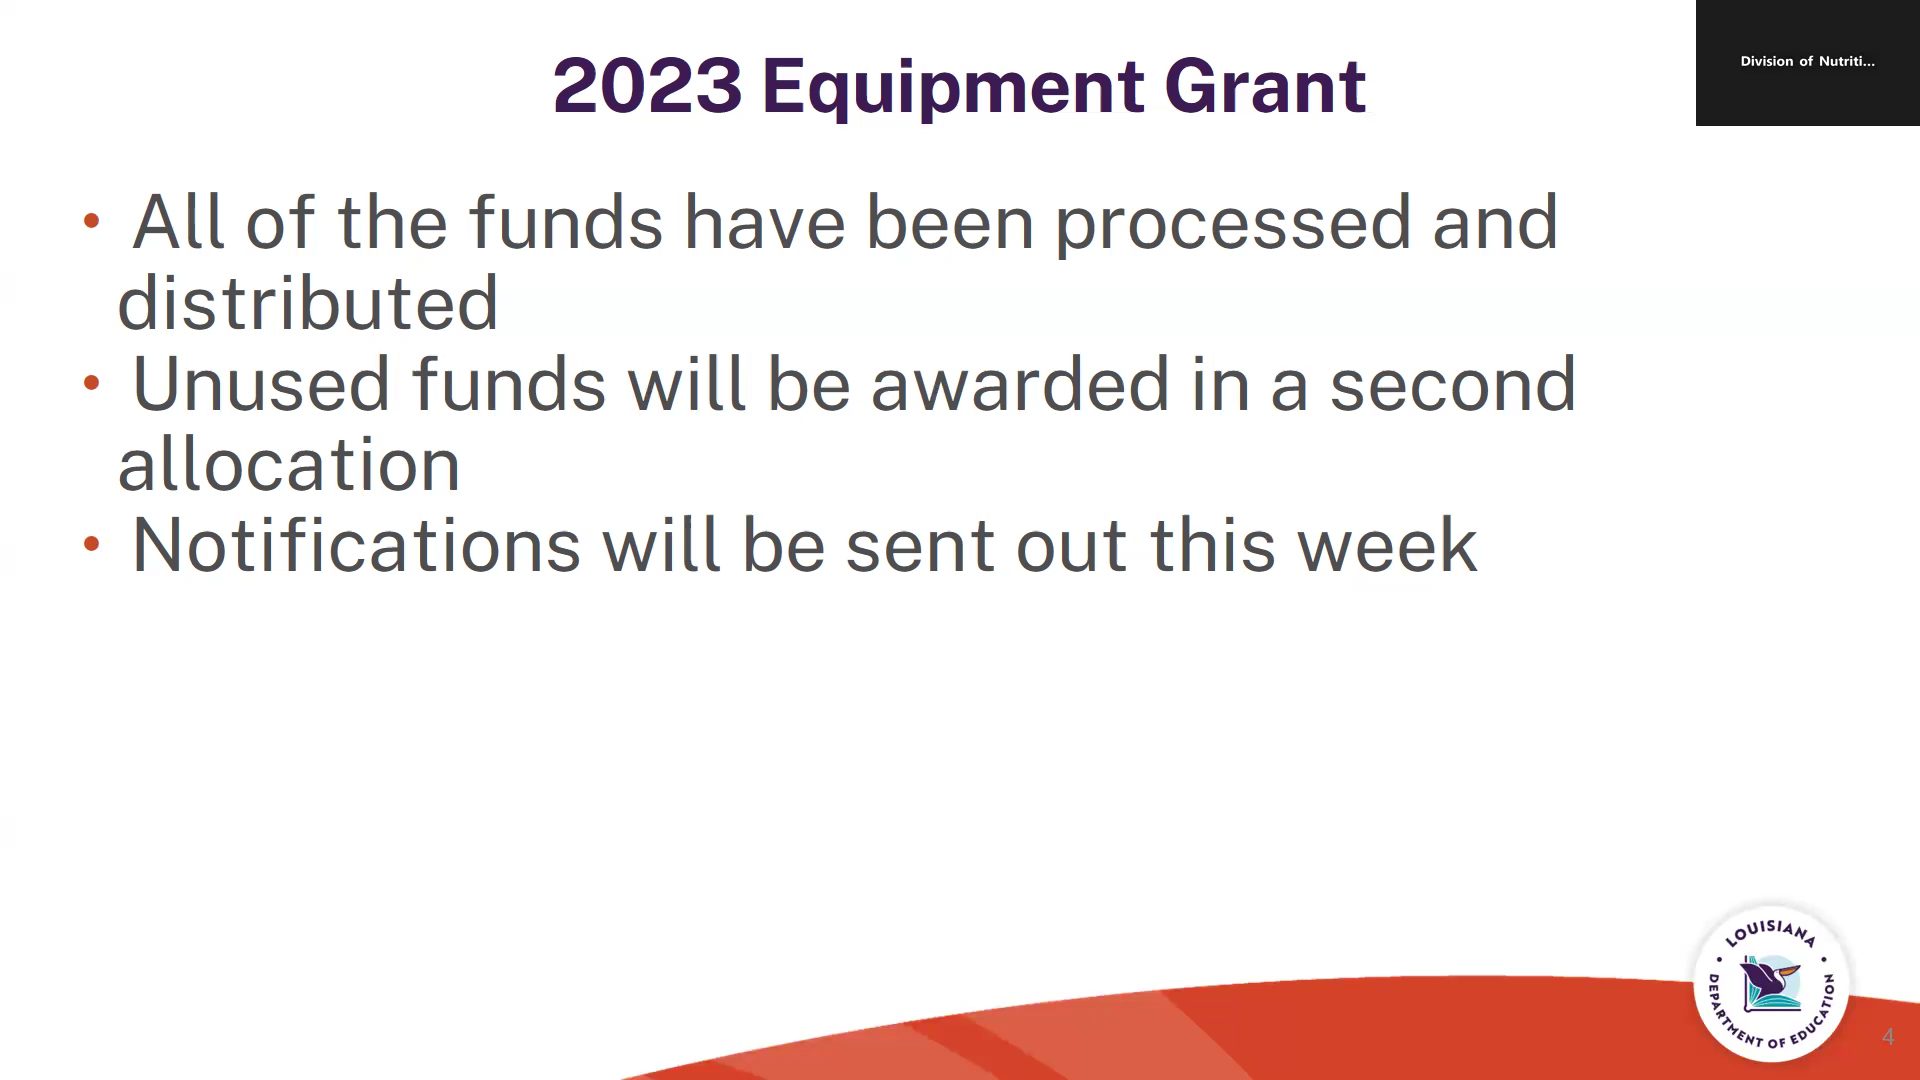 2023 Equipment Grant
Division of Nutriti...
• All of the funds have been processed and
distributed
• Unused funds will be awarded in a second
allocation
• Notifications will be sent out this week
LOUISIANA
DEPARTMENT OF EDUCATION
4